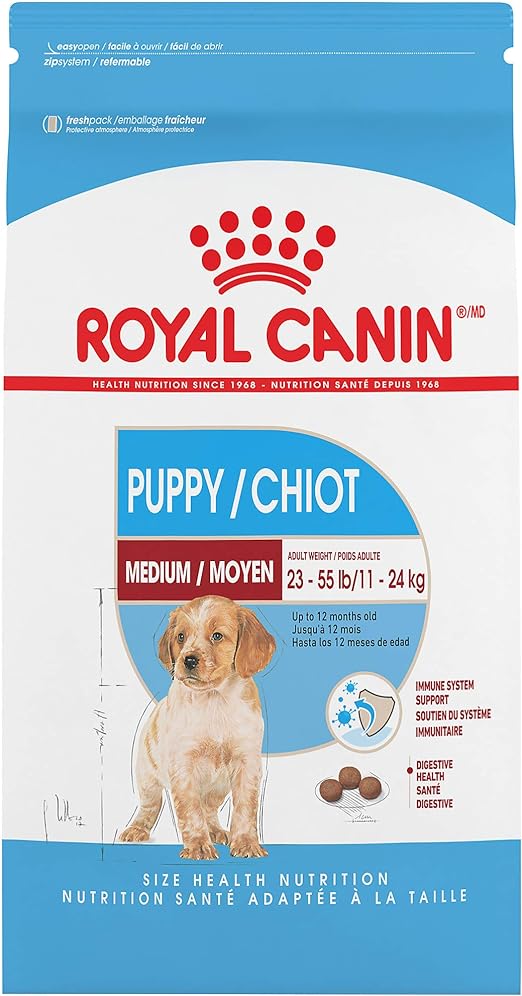 easyopen / facile à ouvrir / fácil de abrir
zipsystem / refermable
freshpack / emballage fraîcheur
Protective atmosphere / Atmosphère protectrice
ROYAL CANIN®/MD
HEALTH NUTRITION SINCE 1968 - NUTRITION SANTÉ DEPUIS 1968
PUPPY / CHIOT
MEDIUM / MOYEN
ADULT WEIGHT / POIDS ADULTE
23 - 55 lb/11 - 24 kg
Up to 12 months old
Jusqu'à 12 mois
Hasta los 12 meses de edad
IMMUNE SYSTEM
SUPPORT
SOUTIEN DU SYSTÈME
IMMUNITAIRE
DIGESTIVE
HEALTH
SANTÉ
DIGESTIVE
SIZE HEALTH NUTRITION
NUTRITION SANTÉ ADAPTÉE À LA TAILLE